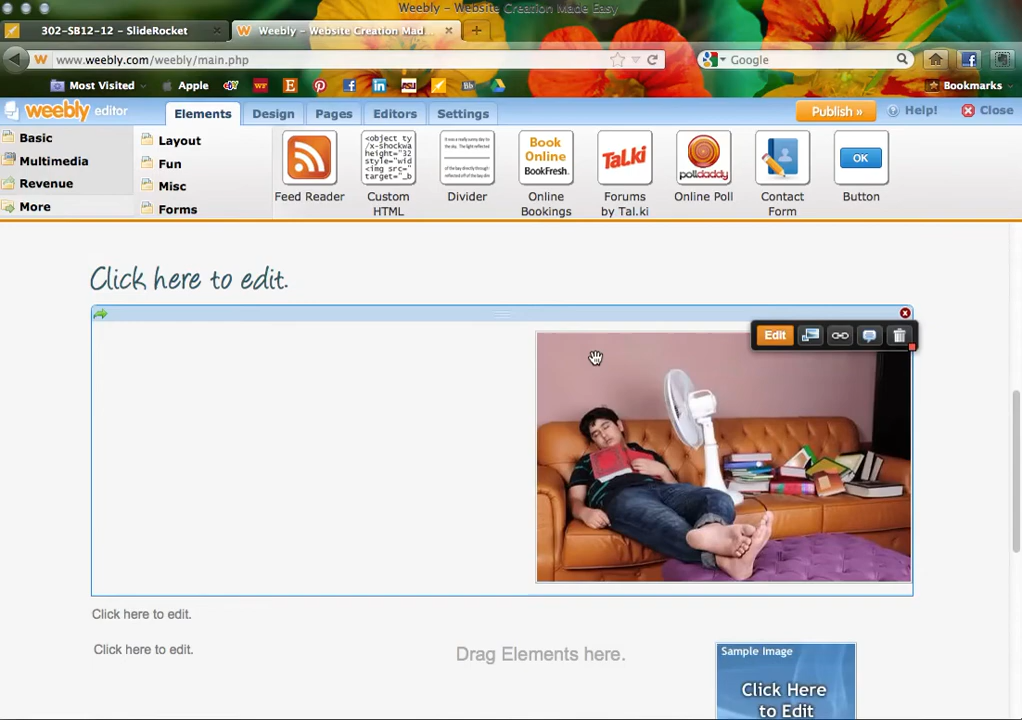 Weebly – Website Creation Made Easy
302-SB12-12 – SlideRocket
Weebly – Website Creation Mad...
www.weebly.com/weebly/main.php
Google
Most Visited
Apple
Bookmarks
weebly editor
Elements
Design
Pages
Editors
Settings
Publish »
Help!
Close
Basic
Multimedia
Revenue
More
Layout
Fun
Misc
Forms
Feed Reader
Custom
HTML
Divider
Book
Online
BookFresh.
Online
Bookings
Tal.ki
Forums
by Tal.ki
polldaddy
Online Poll
Contact
Form
OK
Button
Click here to edit.
Edit
Click here to edit.
Click here to edit.
Drag Elements here.
Sample Image
Click Here
to Edit